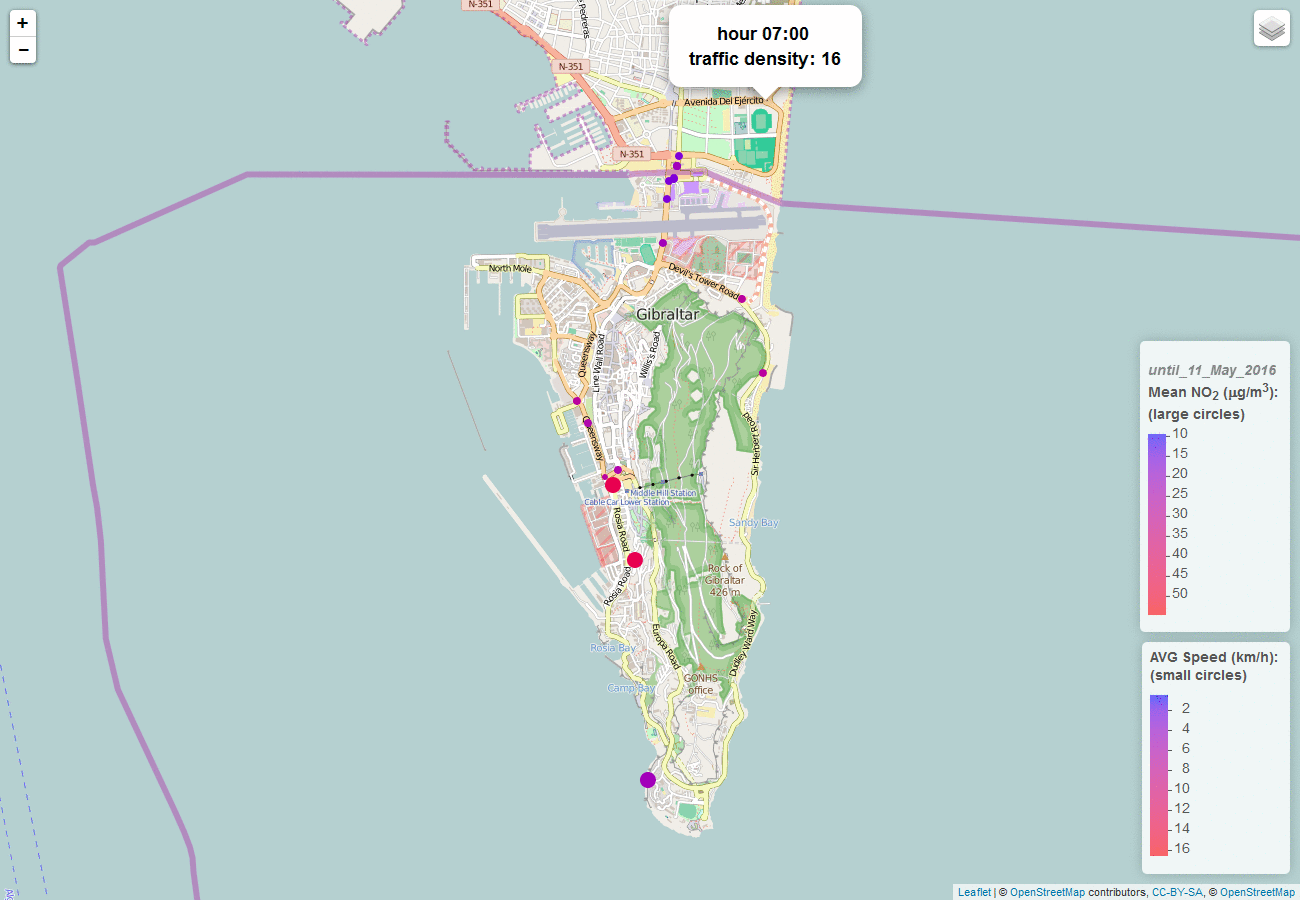 +
−
N-351
Pedreras
hour 07:00
traffic density: 16
N-351
Avenida Del Ejército
N-351
North Mole
Devil's Tower Road
Gibraltar
Queensway
Line Wall Road
Willis's Road
until_11_May_2016
Mean NO2 (µg/m3):
(large circles)
10
15
20
25
30
35
40
45
50
Queensway
Sir Herbert Road
Middle Hill Station
Cable Car Lower Station
Rosia Road
Sandy Bay
Rock of
Gibraltar
426 m
Rosia Road
Europa Road
Dudley Ward Way
Rosia Bay
GONHS
office
Camp Bay
AVG Speed (km/h):
(small circles)
2
4
6
8
10
12
14
16
Leaflet | © OpenStreetMap contributors, CC-BY-SA, © OpenStreetMap